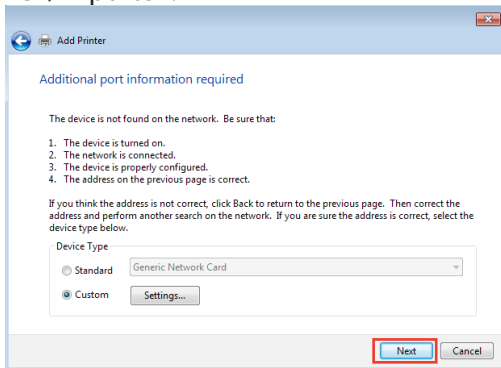 Add Printer
Additional port information required
The device is not found on the network. Be sure that:
1. The device is turned on.
2. The network is connected.
3. The device is properly configured.
4. The address on the previous page is correct.
If you think the address is not correct, click Back to return to the previous page. Then correct the
address and perform another search on the network. If you are sure the address is correct, select the
device type below.
Device Type
Standard Generic Network Card
Custom Settings...
Next Cancel